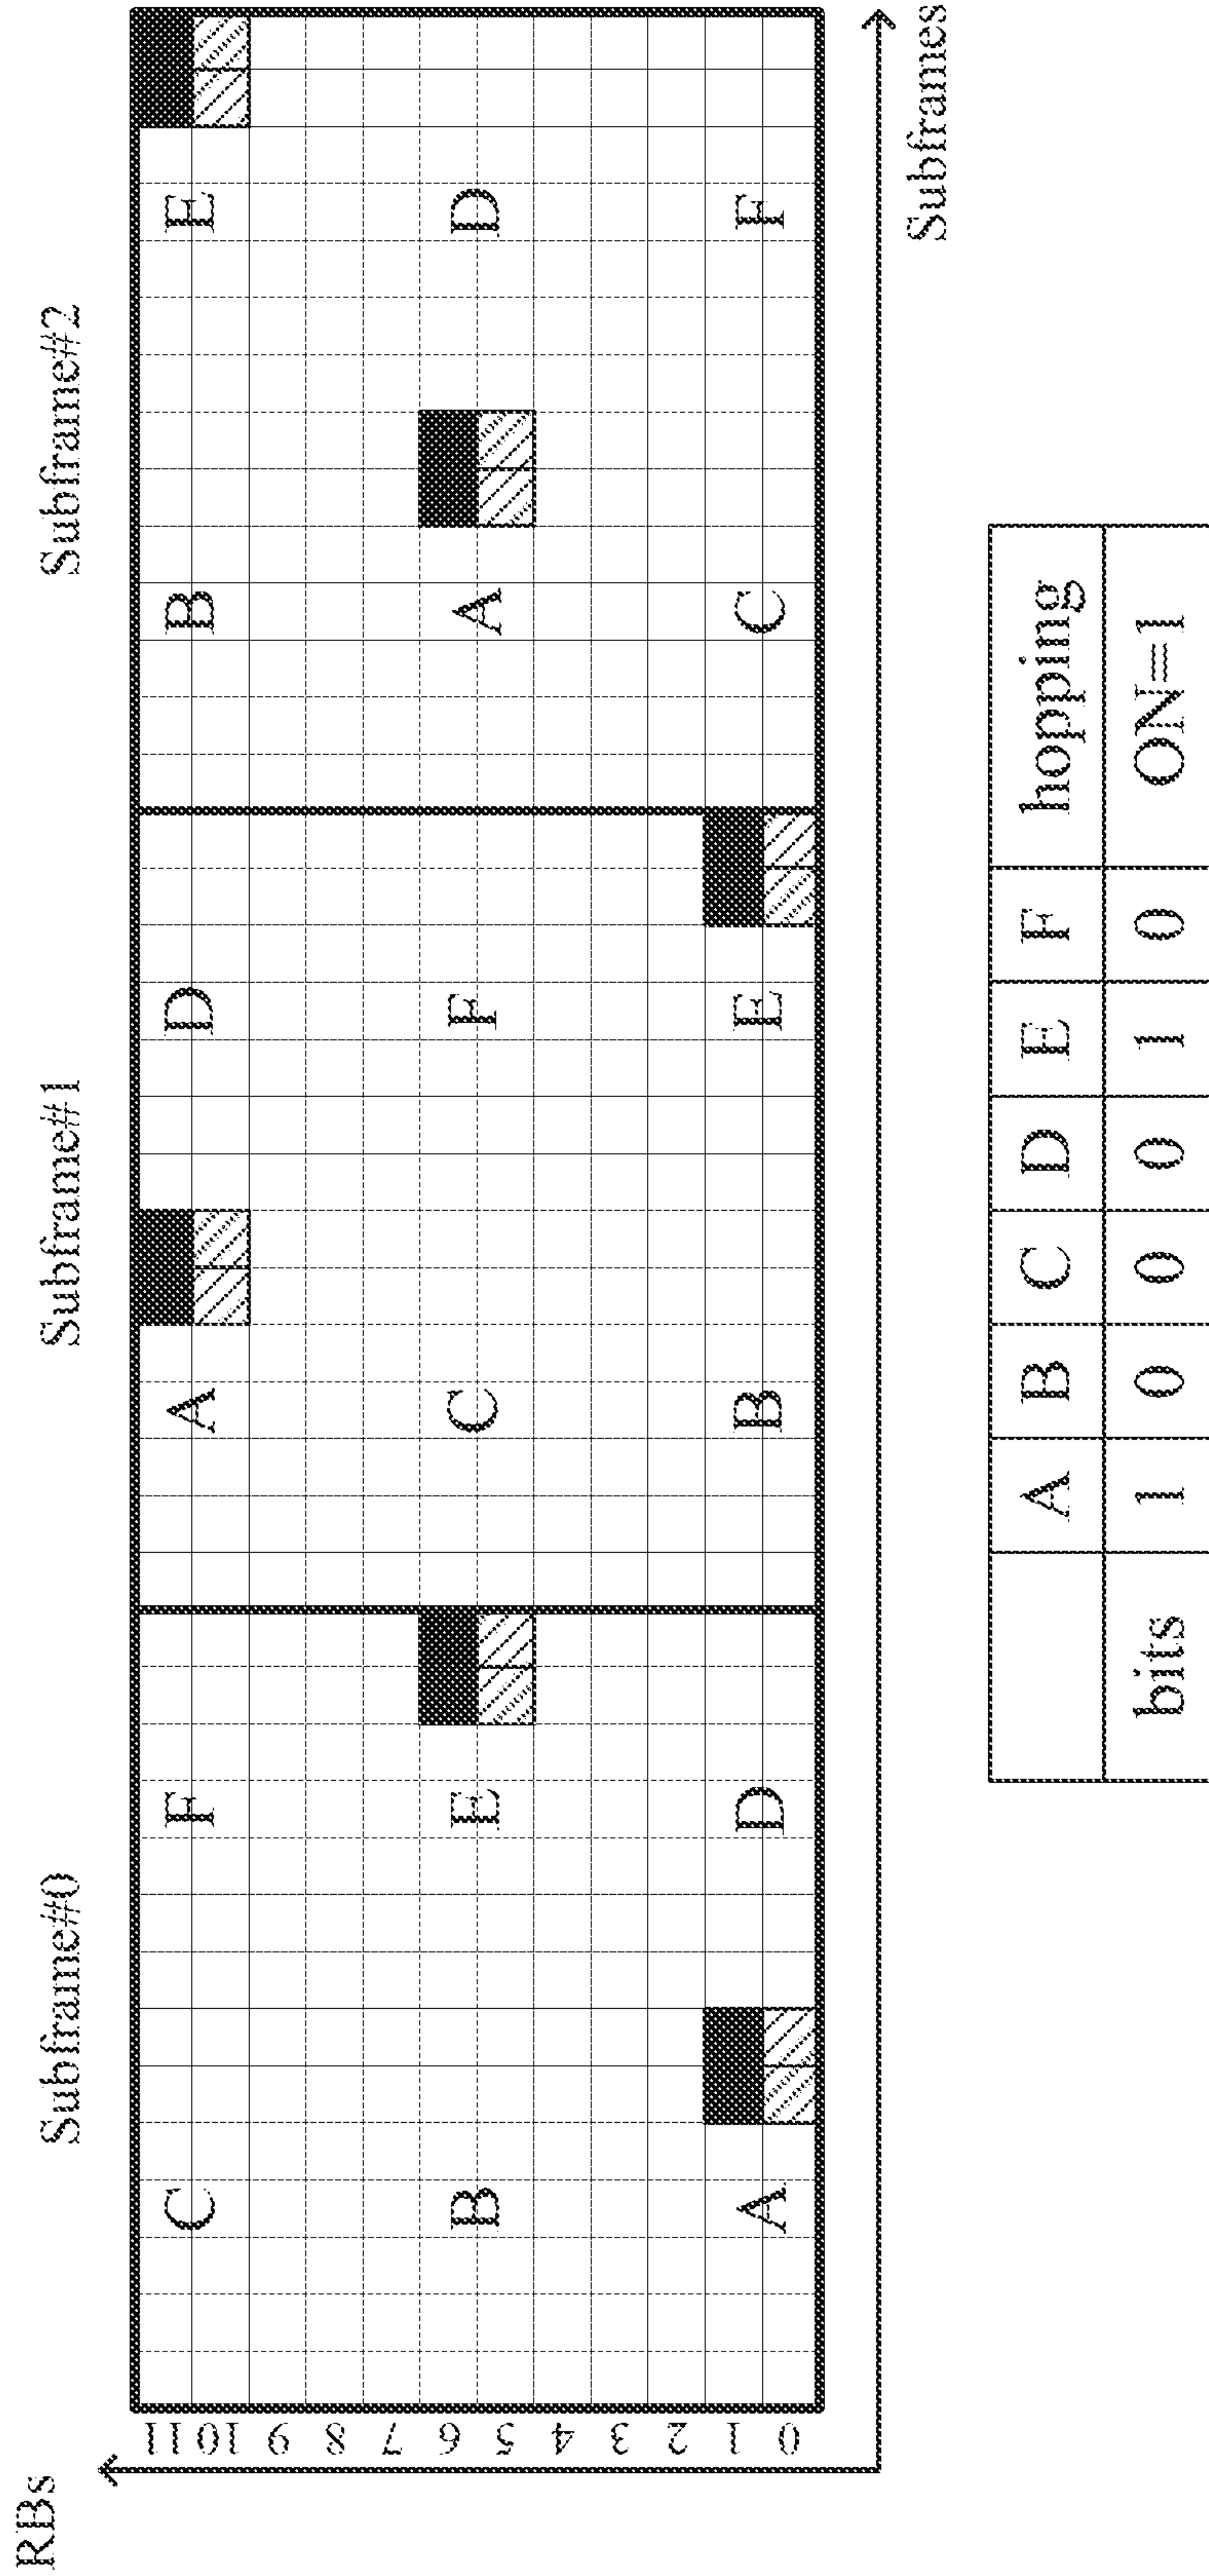 RBs
Subframe#0
Subframe#1
Subframe#2
11
10
9
8
7
6
5
4
3
2
1
0
C F A D B E
B E C F A D
A D B E C F
Subframes
A B C D E F hopping
bits 1 0 0 0 1 0 ON=1